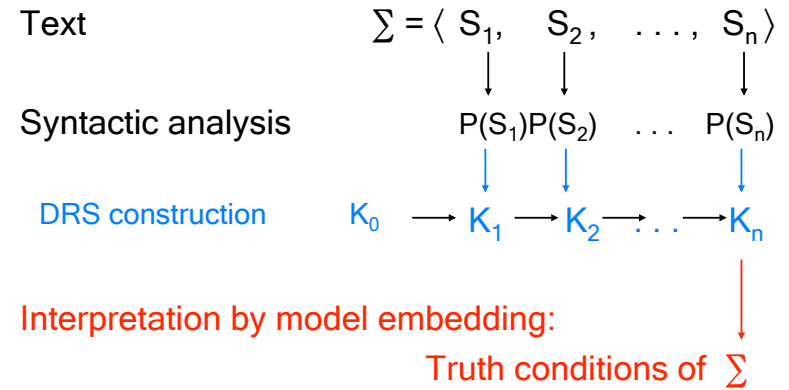 Text ∑ = ⟨ S₁, S₂, . . . , Sₙ⟩
Syntactic analysis P(S₁)P(S₂) . . . P(Sₙ)
DRS construction K₀ → K₁ → K₂ → . . . → Kₙ
Interpretation by model embedding:
Truth conditions of ∑